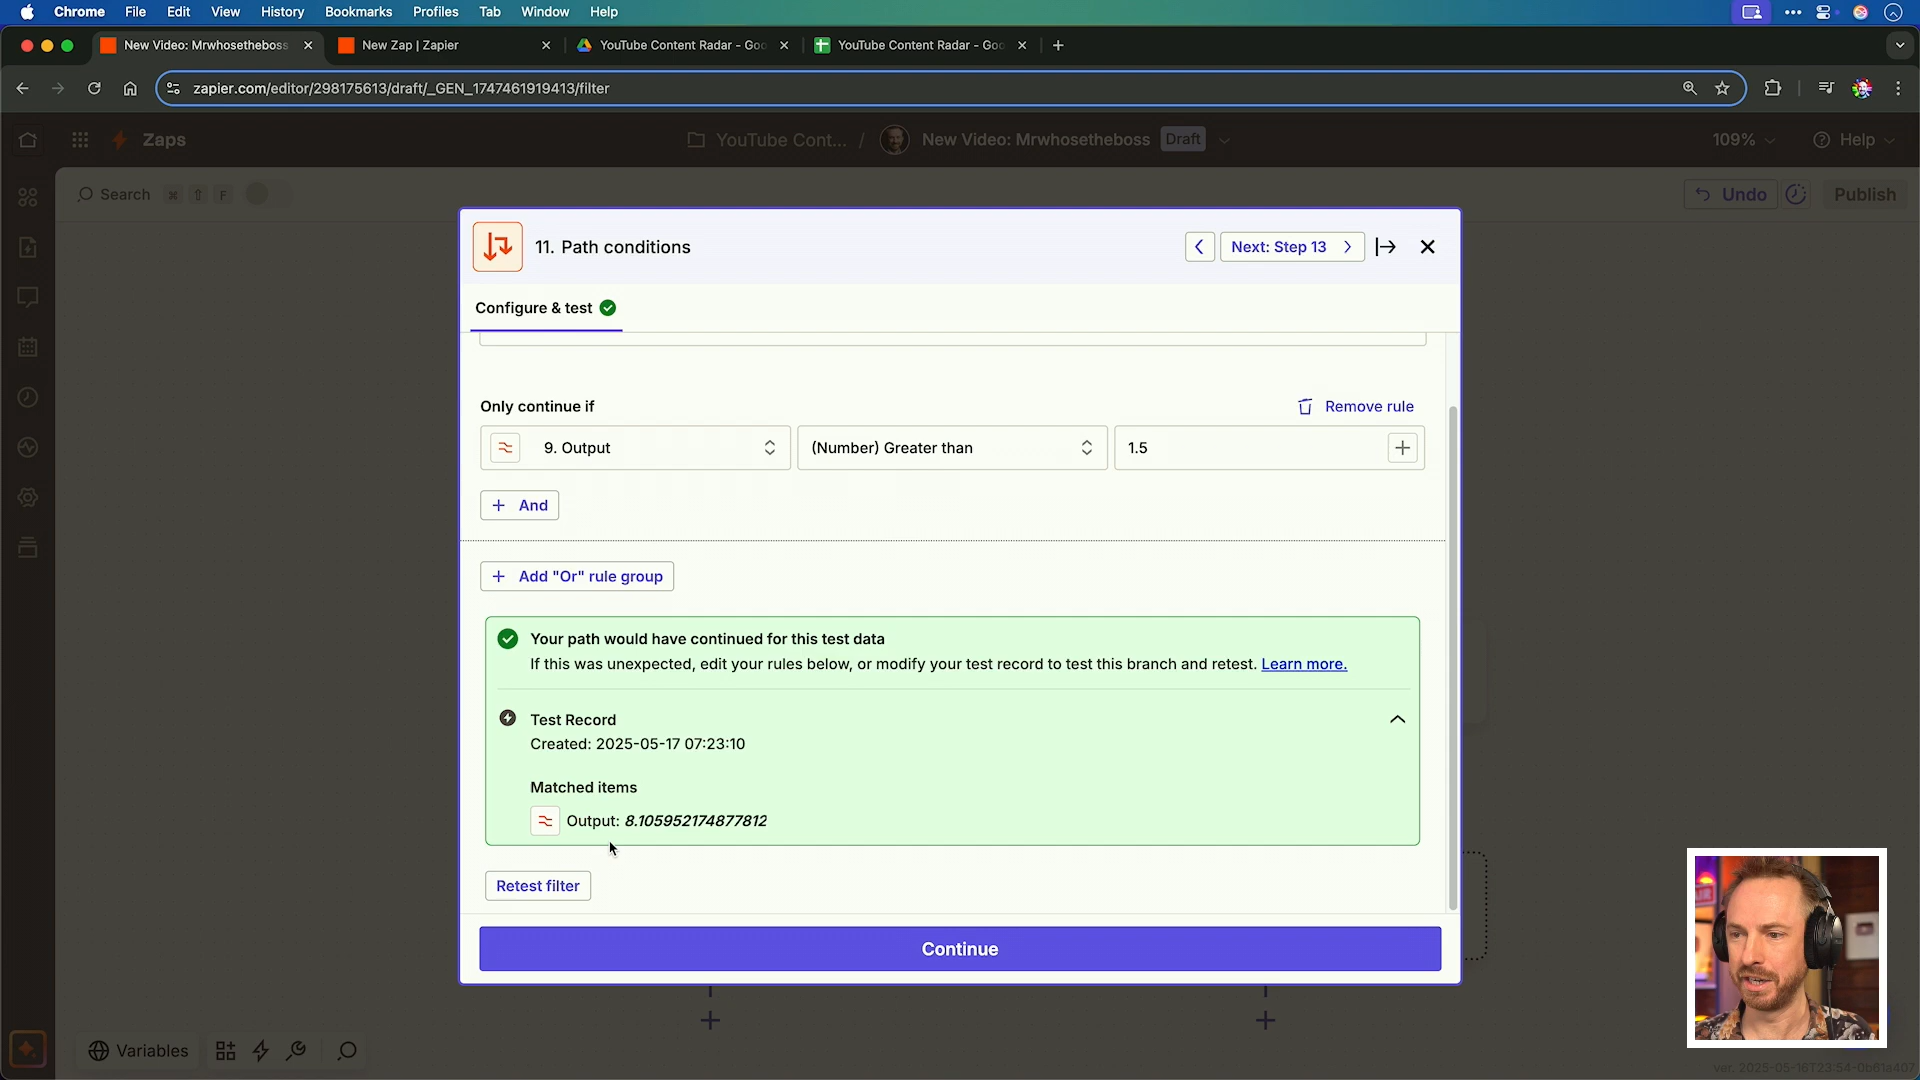 Chrome File Edit View History Bookmarks Profiles Tab Window Help
New Video: Mrwhosetheboss
New Zap | Zapier
YouTube Content Radar - Goo
YouTube Content Radar - Goo
zapier.com/editor/298175613/draft/_GEN_1747461919413/filter
Zaps
YouTube Cont... / New Video: Mrwhosetheboss Draft
109%
Help
Search ⌘ ⇧ F
Undo
Publish
11. Path conditions
Next: Step 13
Configure & test
Only continue if
Remove rule
9. Output
(Number) Greater than
1.5
+ And
+ Add "Or" rule group
Your path would have continued for this test data
If this was unexpected, edit your rules below, or modify your test record to test this branch and retest. Learn more.
Test Record
Created: 2025-05-17 07:23:10
Matched items
Output: 8.105952174877812
Retest filter
Continue
Variables